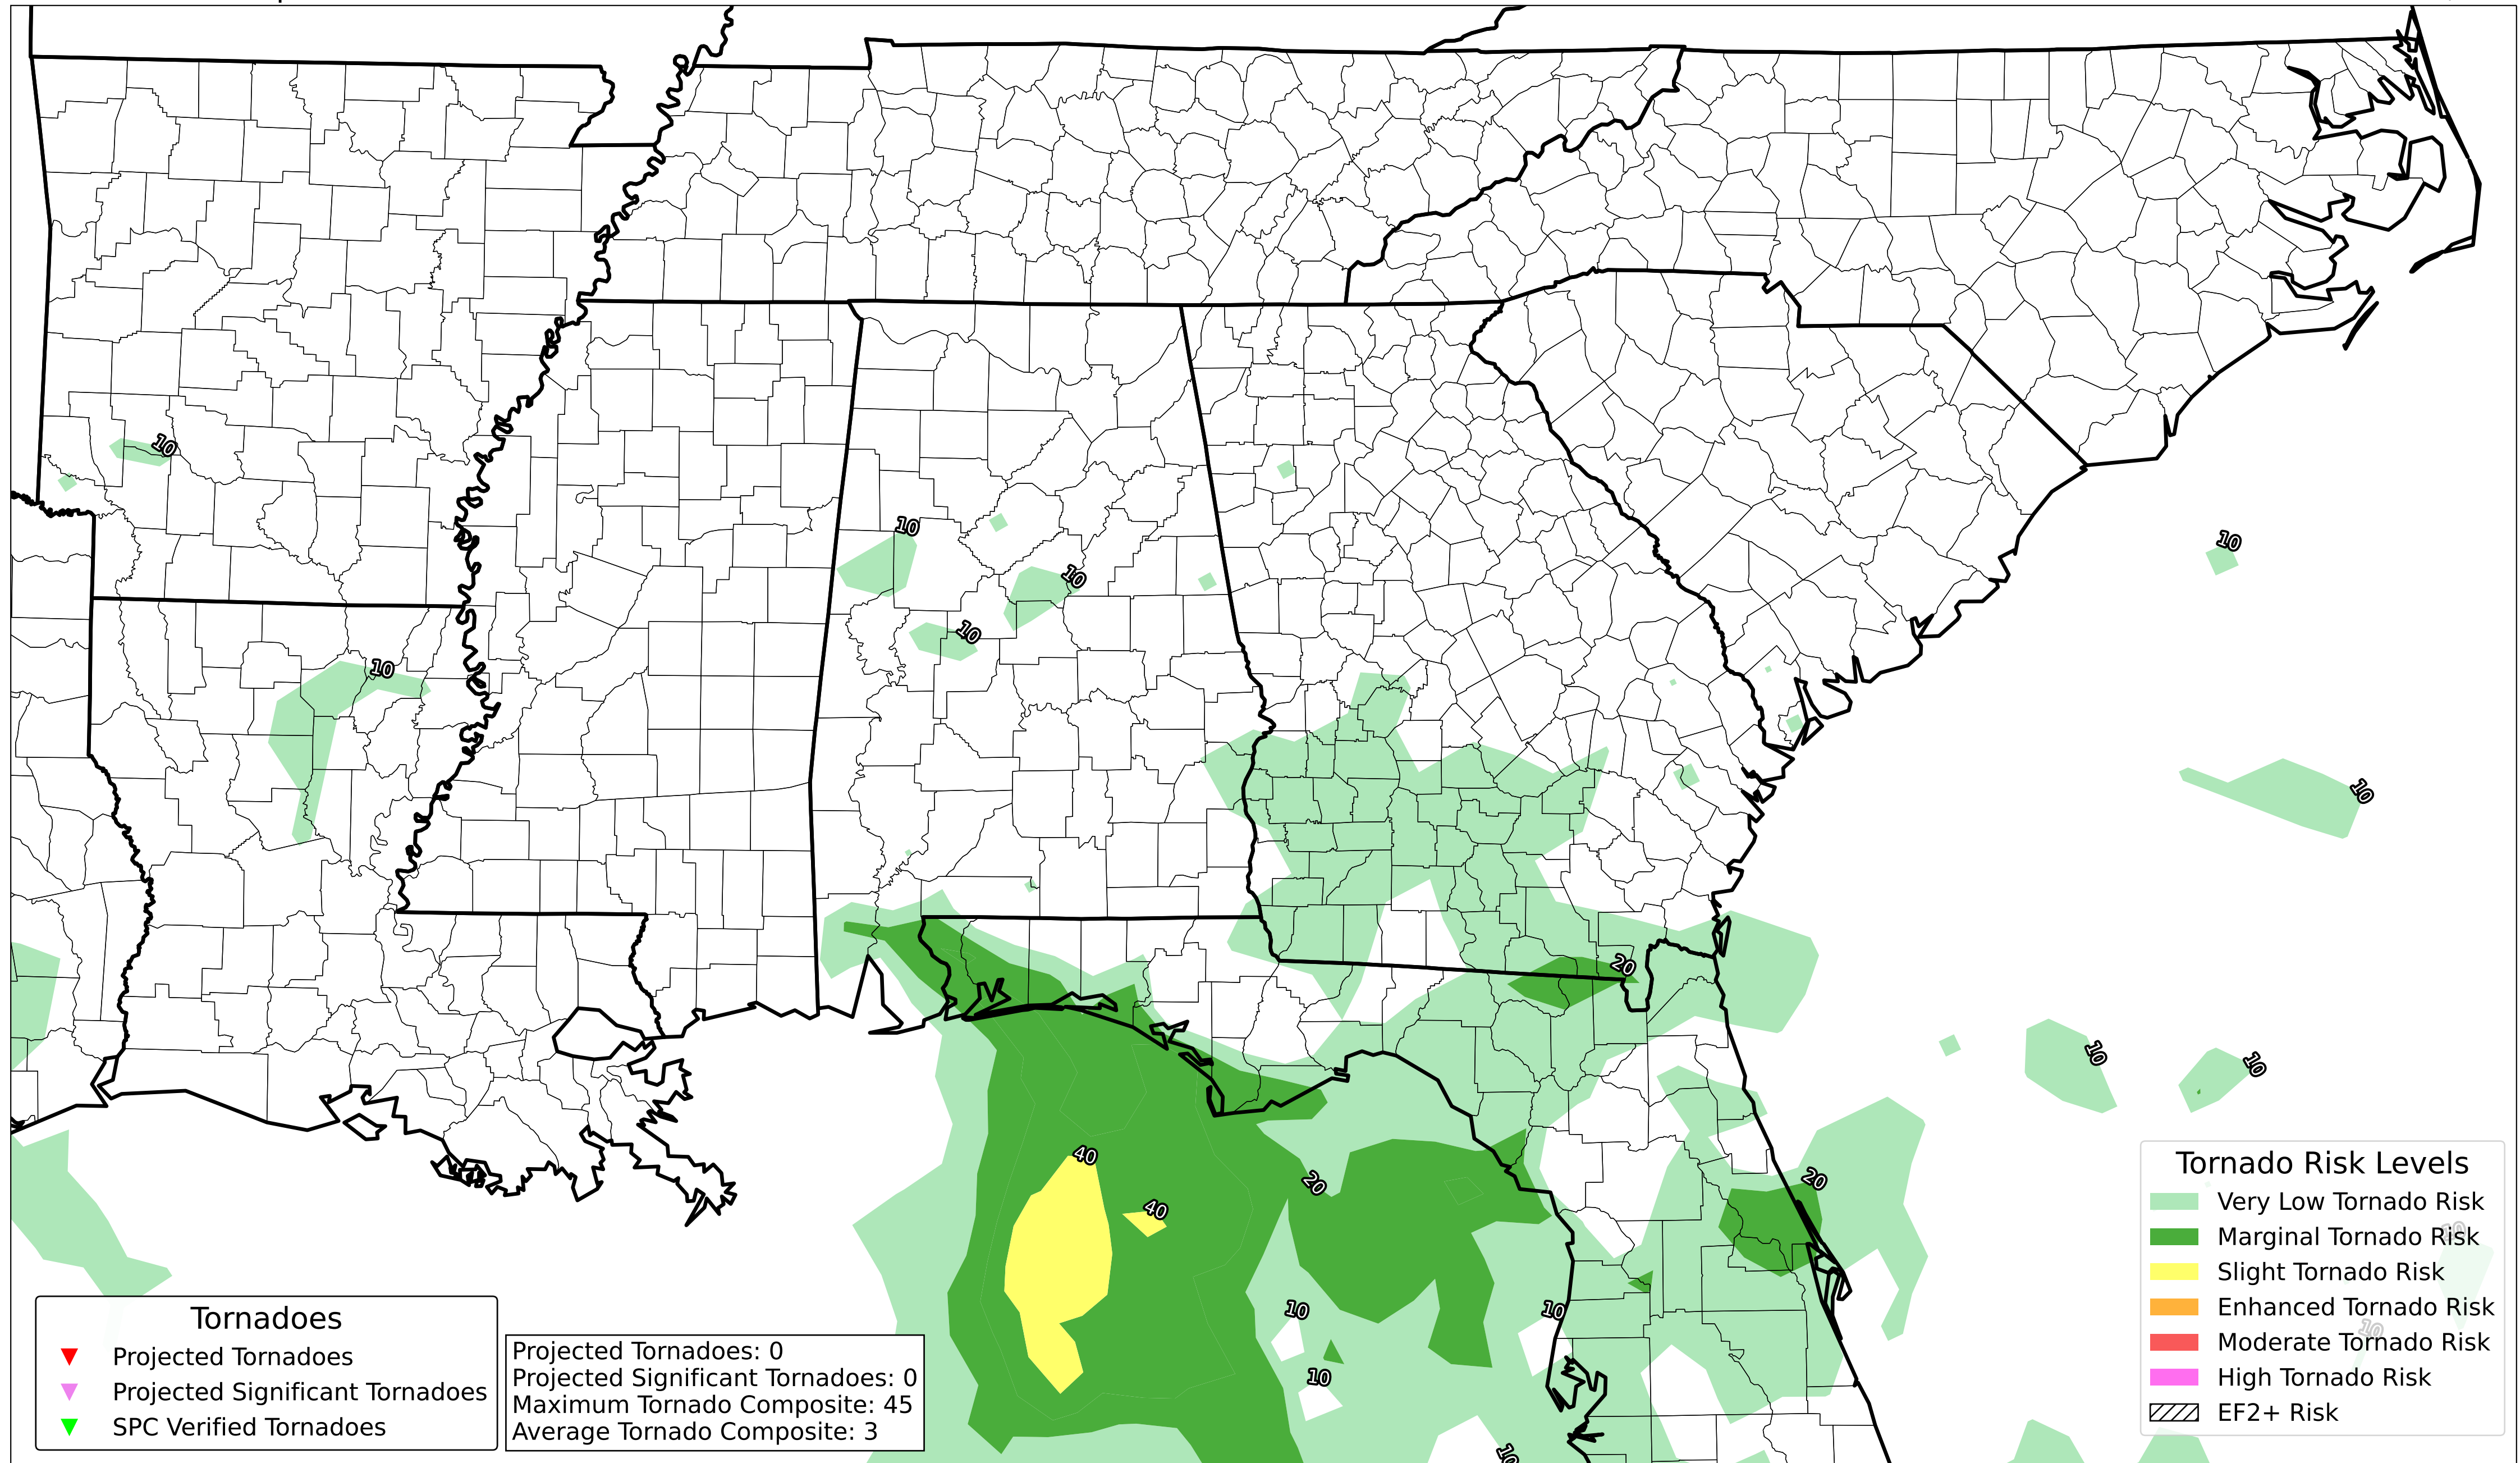 10
10
10
10
10
10
20
10
10
10
40
40
20
20
10
10
10
10
10
10
Tornado Risk Levels
Very Low Tornado Risk
Marginal Tornado Risk
Slight Tornado Risk
Enhanced Tornado Risk
Moderate Tornado Risk
High Tornado Risk
EF2+ Risk
Tornadoes
Projected Tornadoes
Projected Significant Tornadoes
SPC Verified Tornadoes
Projected Tornadoes: 0
Projected Significant Tornadoes: 0
Maximum Tornado Composite: 45
Average Tornado Composite: 3